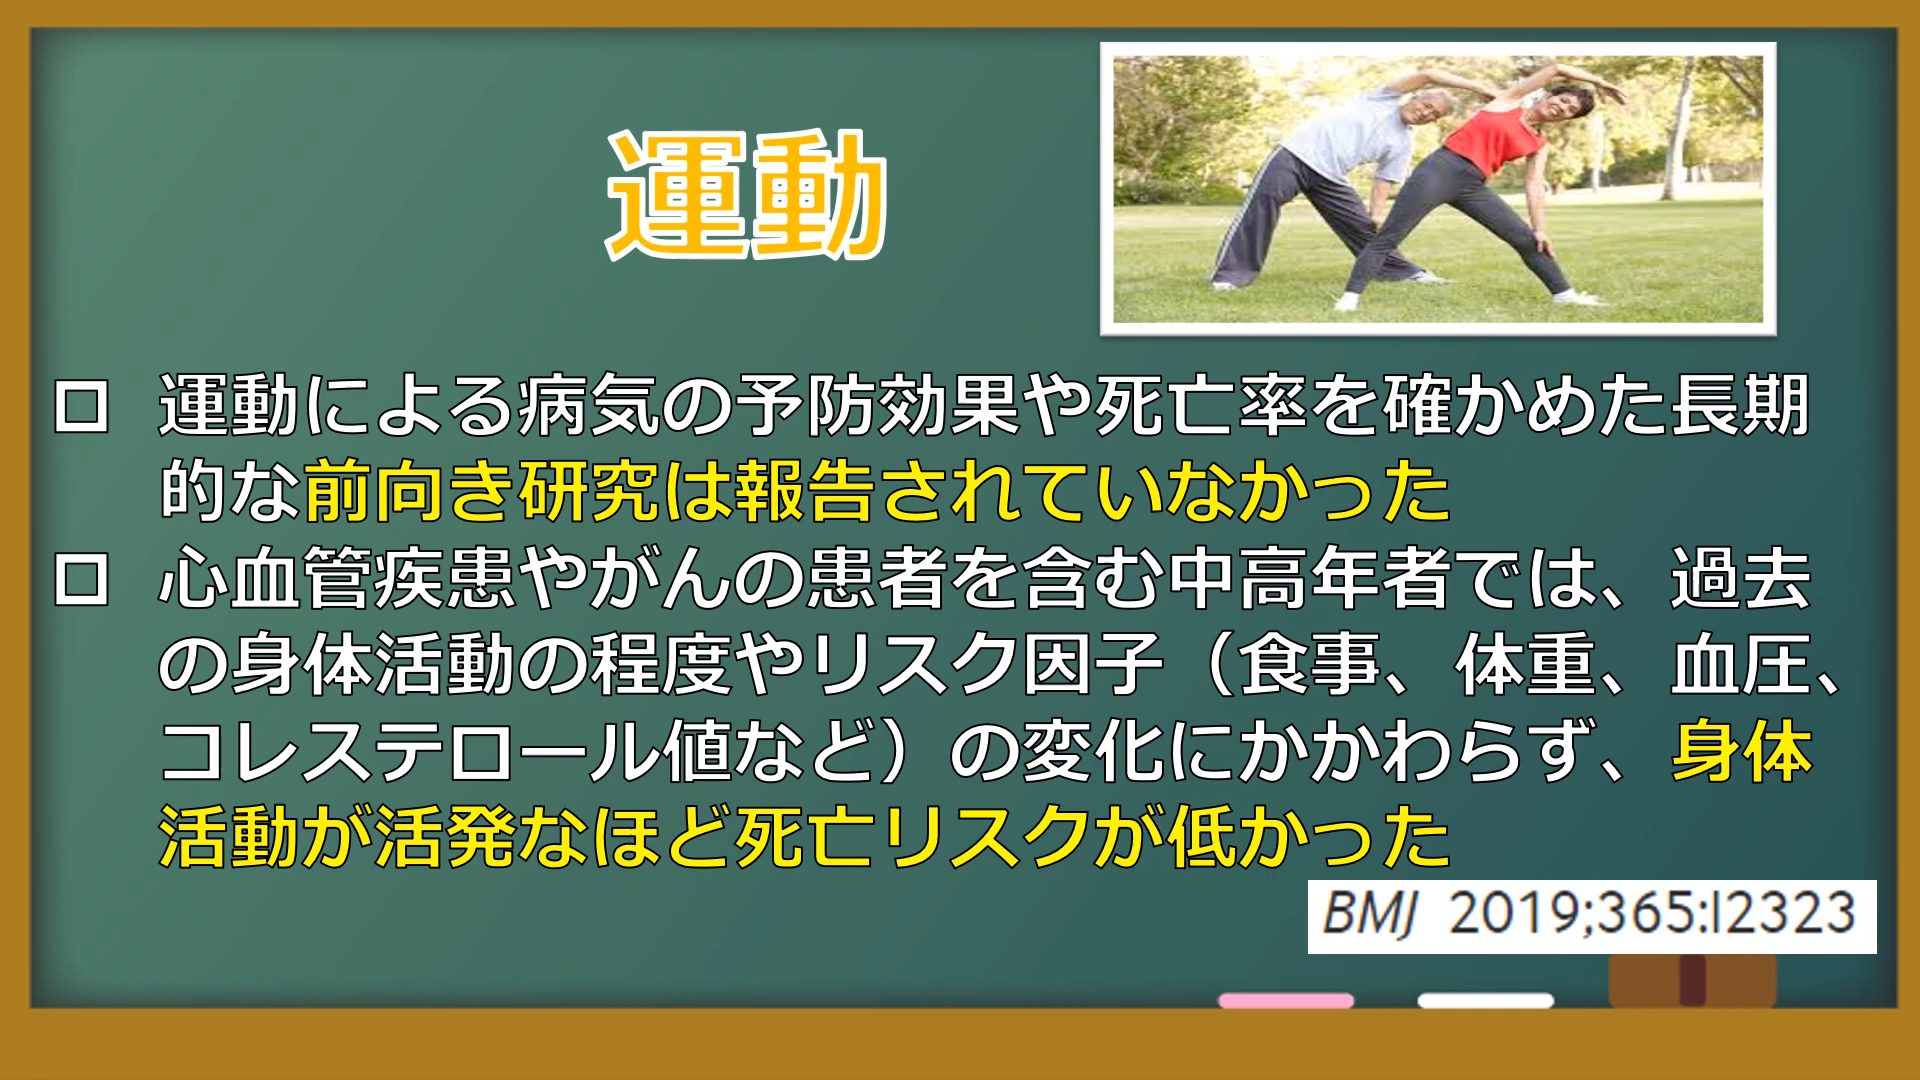 運動
□ 運動による病気の予防効果や死亡率を確かめた長期
的な前向き研究は報告されていなかった
□ 心血管疾患やがんの患者を含む中高年者では、過去
の身体活動の程度やリスク因子（食事、体重、血圧、
コレステロール値など）の変化にかかわらず、身体
活動が活発なほど死亡リスクが低かった
BMJ 2019;365:l2323